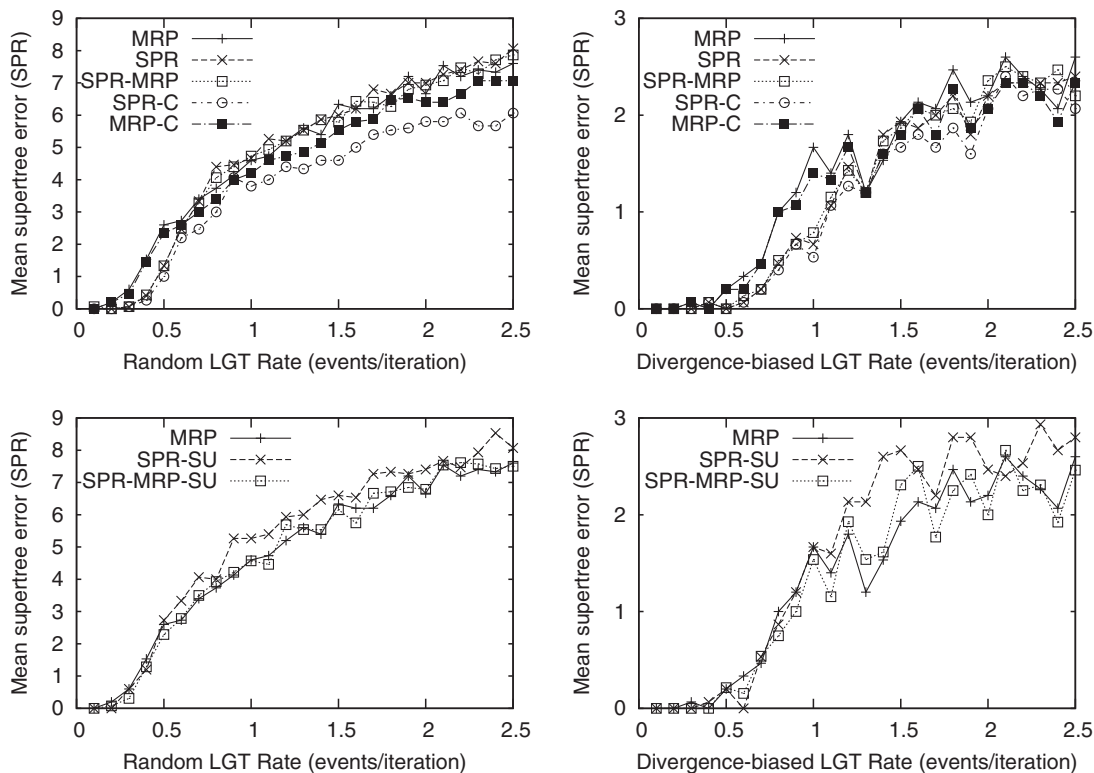 Mean supertree error (SPR)
9
8
7
6
5
4
3
2
1
0
MRP
SPR
SPR-MRP
SPR-C
MRP-C
0 0.5 1 1.5 2 2.5
Random LGT Rate (events/iteration)
Mean supertree error (SPR)
3
2
1
0
MRP
SPR
SPR-MRP
SPR-C
MRP-C
0 0.5 1 1.5 2 2.5
Divergence-biased LGT Rate (events/iteration)
Mean supertree error (SPR)
9
8
7
6
5
4
3
2
1
0
MRP
SPR-SU
SPR-MRP-SU
0 0.5 1 1.5 2 2.5
Random LGT Rate (events/iteration)
Mean supertree error (SPR)
3
2
1
0
MRP
SPR-SU
SPR-MRP-SU
0 0.5 1 1.5 2 2.5
Divergence-biased LGT Rate (events/iteration)